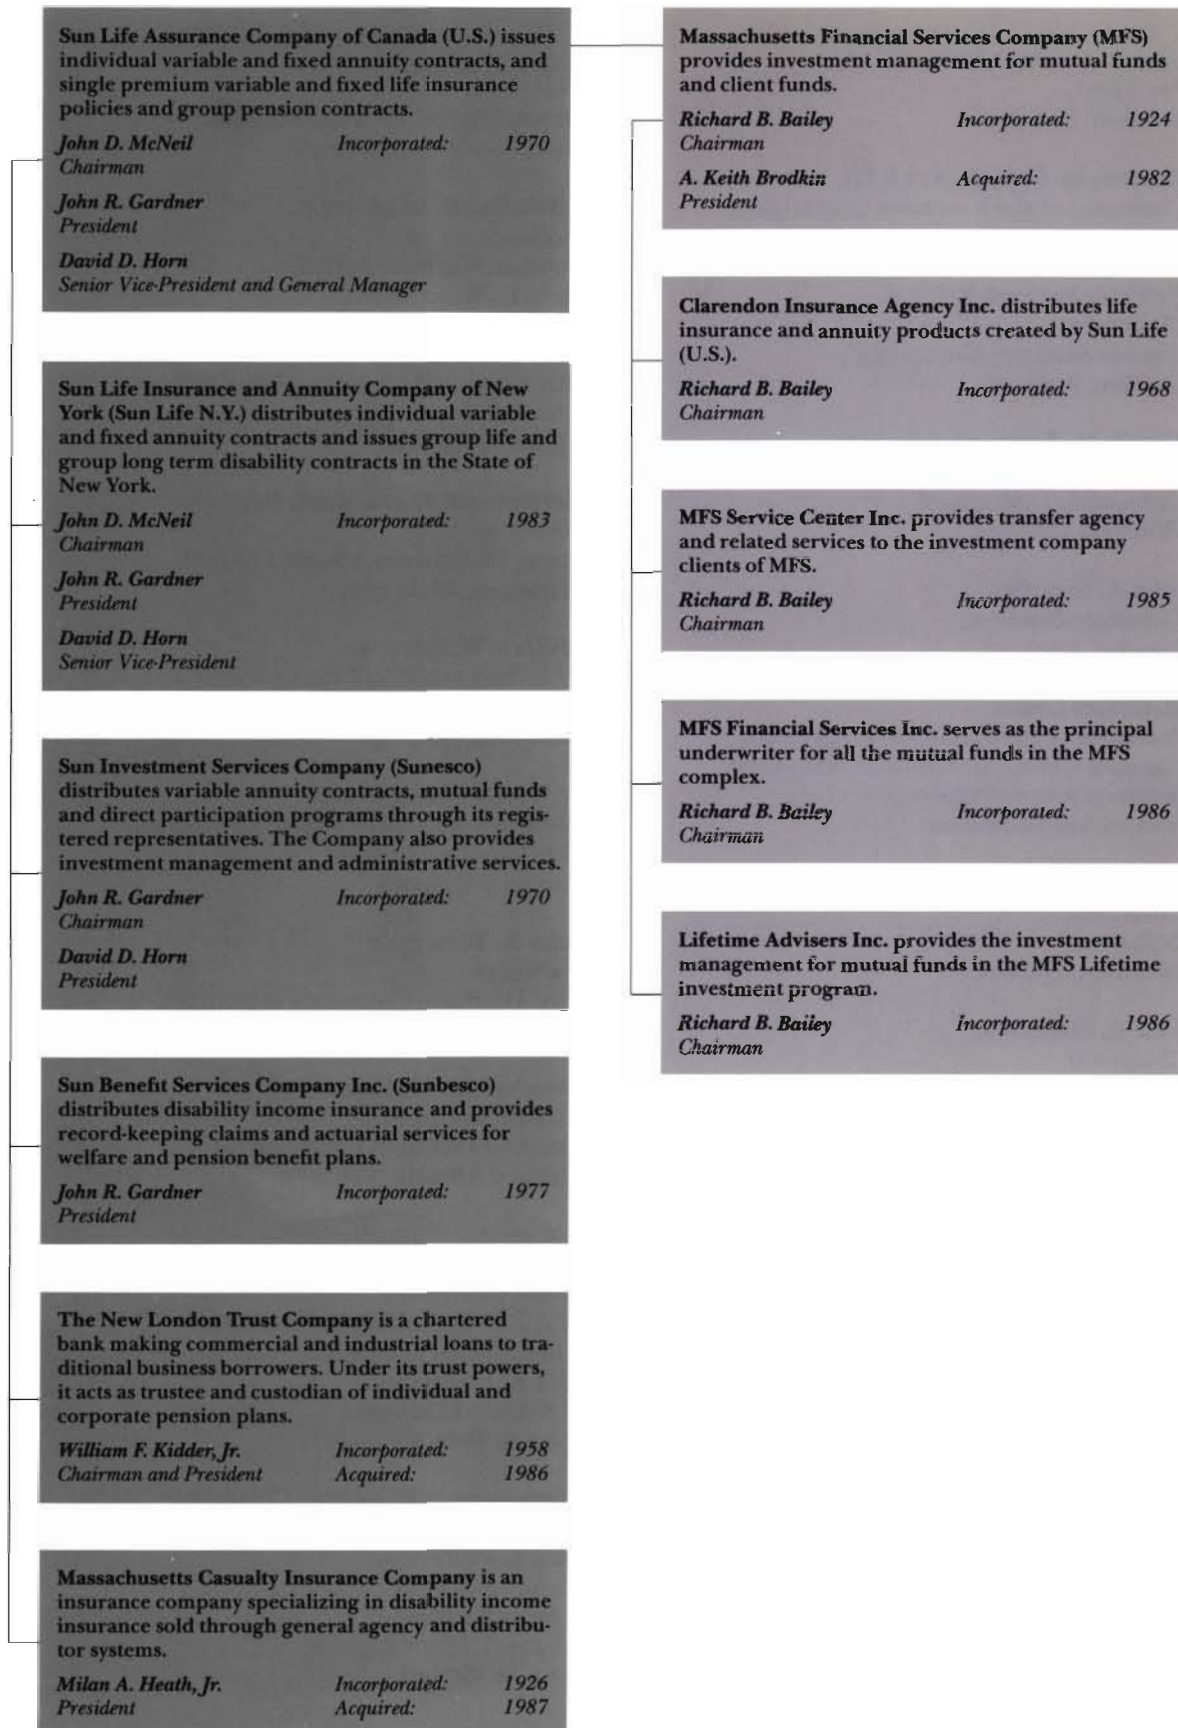 Sun Life Assurance Company of Canada (U.S.) issues
individual variable and fixed annuity contracts, and
single premium variable and fixed life insurance
policies and group pension contracts.
John D. McNeil Incorporated: 1970
Chairman
John R. Gardner
President
David D. Horn
Senior Vice-President and General Manager
Sun Life Insurance and Annuity Company of New
York (Sun Life N.Y.) distributes individual variable
and fixed annuity contracts and issues group life and
group long term disability contracts in the State of
New York.
John D. McNeil Incorporated: 1983
Chairman
John R. Gardner
President
David D. Horn
Senior Vice-President
Sun Investment Services Company (Sunesco)
distributes variable annuity contracts, mutual funds
and direct participation programs through its regis-
tered representatives. The Company also provides
investment management and administrative services.
John R. Gardner Incorporated: 1970
Chairman
David D. Horn
President
Sun Benefit Services Company Inc. (Sunbesco)
distributes disability income insurance and provides
record-keeping claims and actuarial services for
welfare and pension benefit plans.
John R. Gardner Incorporated: 1977
President
The New London Trust Company is a chartered
bank making commercial and industrial loans to tra-
ditional business borrowers. Under its trust powers,
it acts as trustee and custodian of individual and
corporate pension plans.
William F. Kidder, Jr. Incorporated: 1958
Chairman and President Acquired: 1986
Massachusetts Casualty Insurance Company is an
insurance company specializing in disability income
insurance sold through general agency and distribu-
tor systems.
Milan A. Heath, Jr. Incorporated: 1926
President Acquired: 1987
Massachusetts Financial Services Company (MFS)
provides investment management for mutual funds
and client funds.
Richard B. Bailey Incorporated: 1924
Chairman
A. Keith Brodkin Acquired: 1982
President
Clarendon Insurance Agency Inc. distributes life
insurance and annuity products created by Sun Life
(U.S.).
Richard B. Bailey Incorporated: 1968
Chairman
MFS Service Center Inc. provides transfer agency
and related services to the investment company
clients of MFS.
Richard B. Bailey Incorporated: 1985
Chairman
MFS Financial Services Inc. serves as the principal
underwriter for all the mutual funds in the MFS
complex.
Richard B. Bailey Incorporated: 1986
Chairman
Lifetime Advisers Inc. provides the investment
management for mutual funds in the MFS Lifetime
investment program.
Richard B. Bailey Incorporated: 1986
Chairman